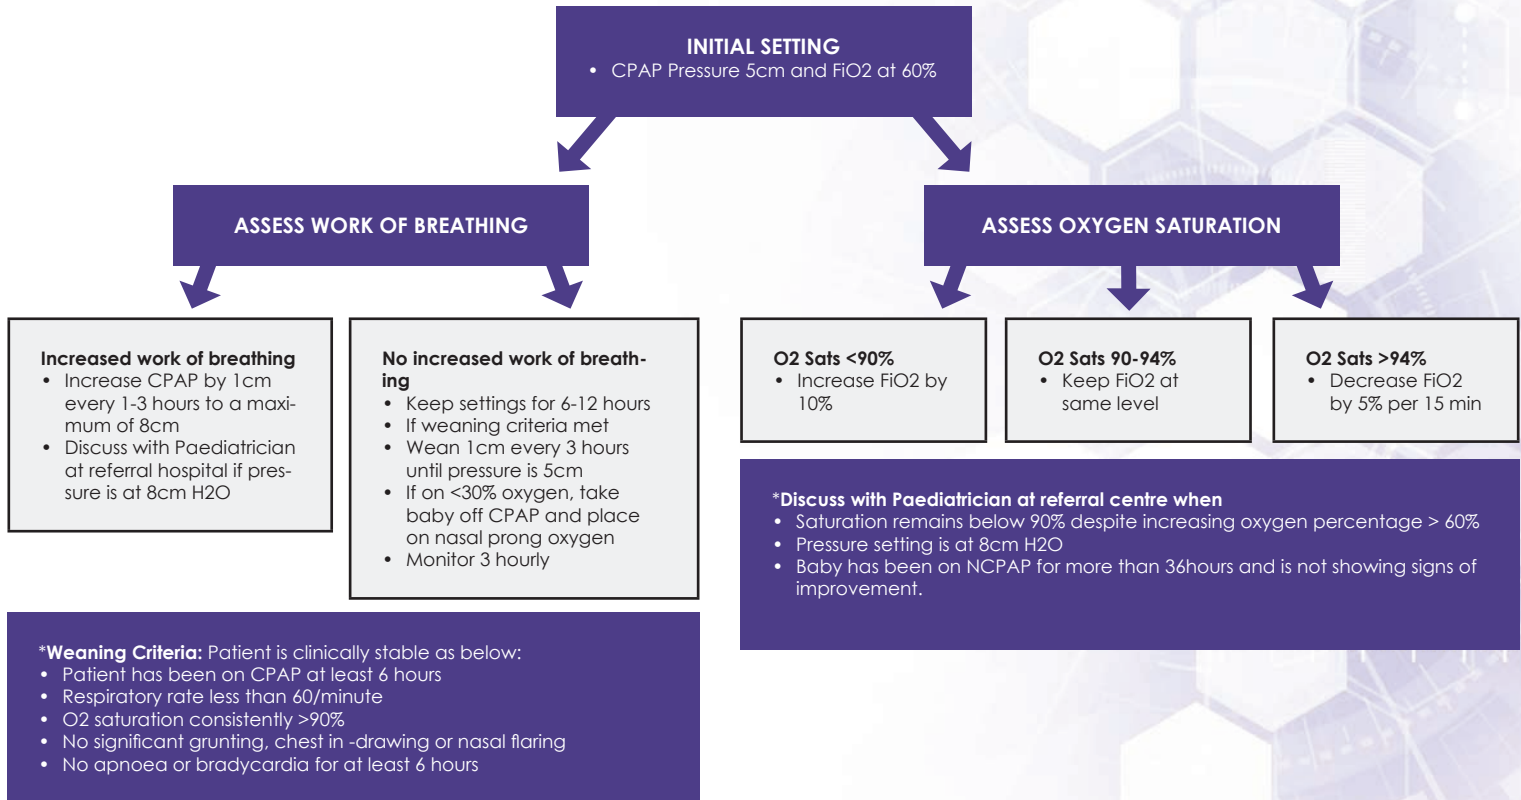 INITIAL SETTING
• CPAP Pressure 5cm and FiO2 at 60%
ASSESS WORK OF BREATHING
ASSESS OXYGEN SATURATION
Increased work of breathing
• Increase CPAP by 1cm
every 1-3 hours to a maxi-
mum of 8cm
• Discuss with Paediatrician
at referral hospital if pres-
sure is at 8cm H2O
No increased work of breath-
ing
• Keep settings for 6-12 hours
• If weaning criteria met
• Wean 1cm every 3 hours
until pressure is 5cm
• If on <30% oxygen, take
baby off CPAP and place
on nasal prong oxygen
• Monitor 3 hourly
O2 Sats <90%
• Increase FiO2 by
10%
O2 Sats 90-94%
• Keep FiO2 at
same level
O2 Sats >94%
• Decrease FiO2
by 5% per 15 min
*Discuss with Paediatrician at referral centre when
• Saturation remains below 90% despite increasing oxygen percentage > 60%
• Pressure setting is at 8cm H2O
• Baby has been on NCPAP for more than 36hours and is not showing signs of
improvement.
*Weaning Criteria: Patient is clinically stable as below:
• Patient has been on CPAP at least 6 hours
• Respiratory rate less than 60/minute
• O2 saturation consistently >90%
• No significant grunting, chest in -drawing or nasal flaring
• No apnoea or bradycardia for at least 6 hours